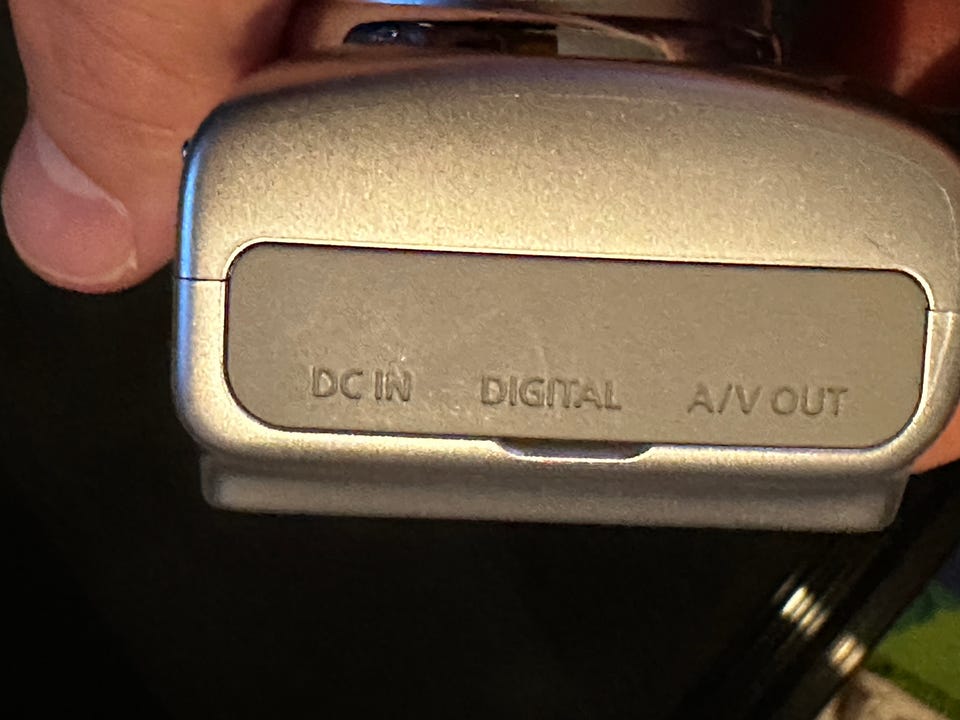 DC IN DIGITAL A/V OUT